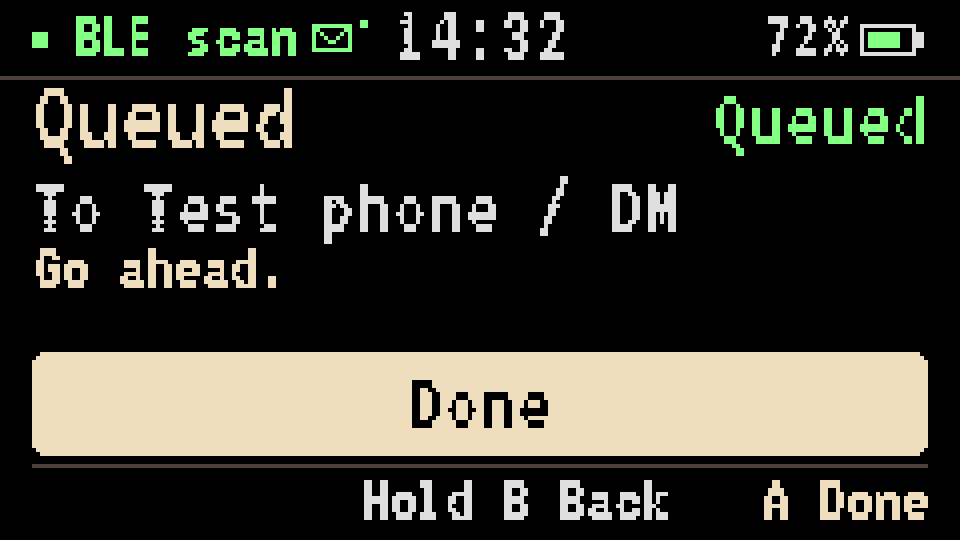 BLE scan 14:32 72%
Queued Queued
To Test phone / DM
Go ahead.
Done
Hold B Back A Done